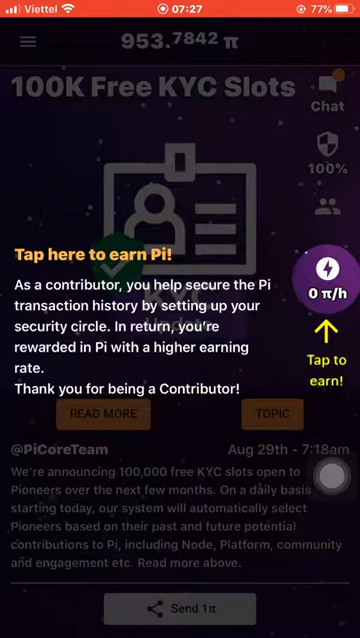 Viettel 07:27 77%
953.7842 π
100K Free KYC Slots
Chat
100%
Tap here to earn Pi!
As a contributor, you help secure the Pi
transaction history by setting up your
security circle. In return, you're
rewarded in Pi with a higher earning
rate.
Thank you for being a Contributor!
0 π/h
Tap to
earn!
READ MORE
TOPIC
@PiCoreTeam Aug 29th - 7:18am
We're announcing 100,000 free KYC slots open to
Pioneers over the next few months. On a daily basis
starting today, our system will automatically select
Pioneers based on their past and future potential
contributions to Pi, including Node, Platform, community
and engagement etc. Read more above.
Send 1π